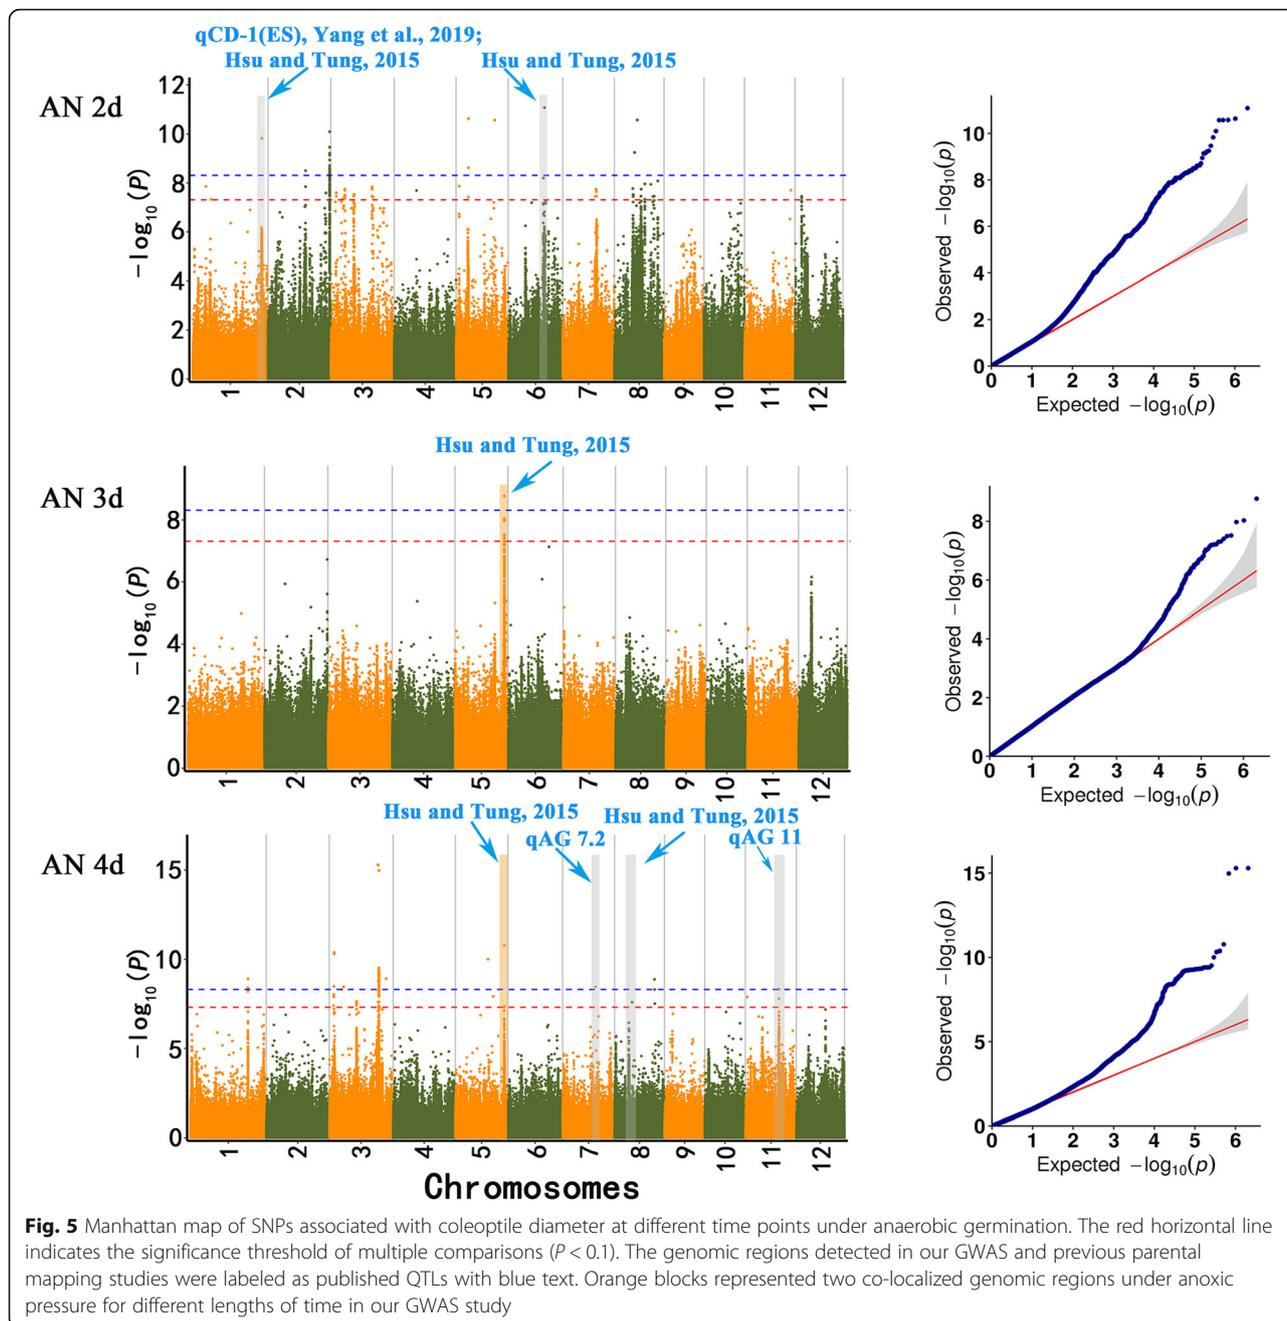 qCD-1(ES), Yang et al., 2019;
Hsu and Tung, 2015
Hsu and Tung, 2015
AN 2d
12
10
8
6
4
2
0
−log10 (P)
1 2 3 4 5 6 7 8 9 10 11 12
10
8
6
4
2
0
Observed −log10(p)
0 1 2 3 4 5 6
Expected −log10(p)
Hsu and Tung, 2015
AN 3d
8
6
4
2
0
−log10 (P)
1 2 3 4 5 6 7 8 9 10 11 12
8
6
4
2
0
Observed −log10(p)
0 1 2 3 4 5 6
Expected −log10(p)
Hsu and Tung, 2015
Hsu and Tung, 2015
qAG 7.2
qAG 11
AN 4d
15
10
5
0
−log10 (P)
1 2 3 4 5 6 7 8 9 10 11 12
Chromosomes
15
10
5
0
Observed −log10(p)
0 1 2 3 4 5 6
Expected −log10(p)
Fig. 5 Manhattan map of SNPs associated with coleoptile diameter at different time points under anaerobic germination. The red horizontal line
indicates the significance threshold of multiple comparisons (P < 0.1). The genomic regions detected in our GWAS and previous parental
mapping studies were labeled as published QTLs with blue text. Orange blocks represented two co-localized genomic regions under anoxic
pressure for different lengths of time in our GWAS study